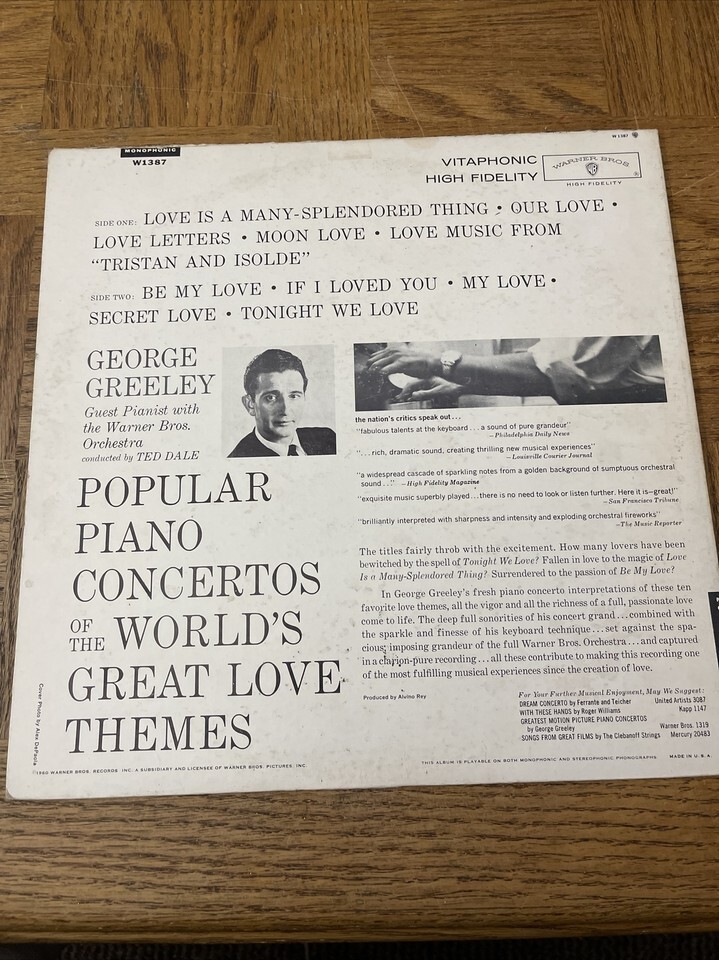 MONOPHONIC
W1387
W 1387
VITAPHONIC
HIGH FIDELITY
WARNER BROS.
WB
®
HIGH FIDELITY
SIDE ONE: LOVE IS A MANY-SPLENDORED THING • OUR LOVE •
LOVE LETTERS • MOON LOVE • LOVE MUSIC FROM
"TRISTAN AND ISOLDE"
SIDE TWO: BE MY LOVE • IF I LOVED YOU • MY LOVE •
SECRET LOVE • TONIGHT WE LOVE
GEORGE
GREELEY
Guest Pianist with
the Warner Bros.
Orchestra
conducted by TED DALE
POPULAR
PIANO
CONCERTOS
OF THE WORLD'S
GREAT LOVE
THEMES
the nation's critics speak out...
"fabulous talents at the keyboard...a sound of pure grandeur"
—Philadelphia Daily News
"...rich, dramatic sound, creating thrilling new musical experiences"
—Louisville Courier Journal
"a widespread cascade of sparkling notes from a golden background of sumptuous orchestral
sound..." —High Fidelity Magazine
"exquisite music superbly played...there is no need to look or listen further. Here it is—great!"
—San Francisco Tribune
"brilliantly interpreted with sharpness and intensity and exploding orchestral fireworks"
—The Music Reporter
The titles fairly throb with the excitement. How many lovers have been
bewitched by the spell of Tonight We Love? Fallen in love to the magic of Love
Is a Many-Splendored Thing? Surrendered to the passion of Be My Love?
In George Greeley's fresh piano concerto interpretations of these ten
favorite love themes, all the vigor and all the richness of a full, passionate love
come to life. The deep full sonorities of his concert grand...combined with
the sparkle and finesse of his keyboard technique...set against the spa-
cious, imposing grandeur of the full Warner Bros. Orchestra...and captured
in a clarion-pure recording...all these contribute to making this recording one
of the most fulfilling musical experiences since the creation of love.
Produced by Alvino Rey
For Your Further Musical Enjoyment, May We Suggest:
DREAM CONCERTO by Ferrante and Teicher United Artists 3087
WITH THESE HANDS by Roger Williams Kapp 1147
GREATEST MOTION PICTURE PIANO CONCERTOS
by George Greeley Warner Bros. 1319
SONGS FROM GREAT FILMS by The Clebanoff Strings Mercury 20483
Cover Photo by Alex DePaola
©1960 WARNER BROS. RECORDS INC. A SUBSIDIARY AND LICENSEE OF WARNER BROS. PICTURES INC.
THIS ALBUM IS PLAYABLE ON BOTH MONOPHONIC AND STEREOPHONIC PHONOGRAPHS
MADE IN U.S.A.